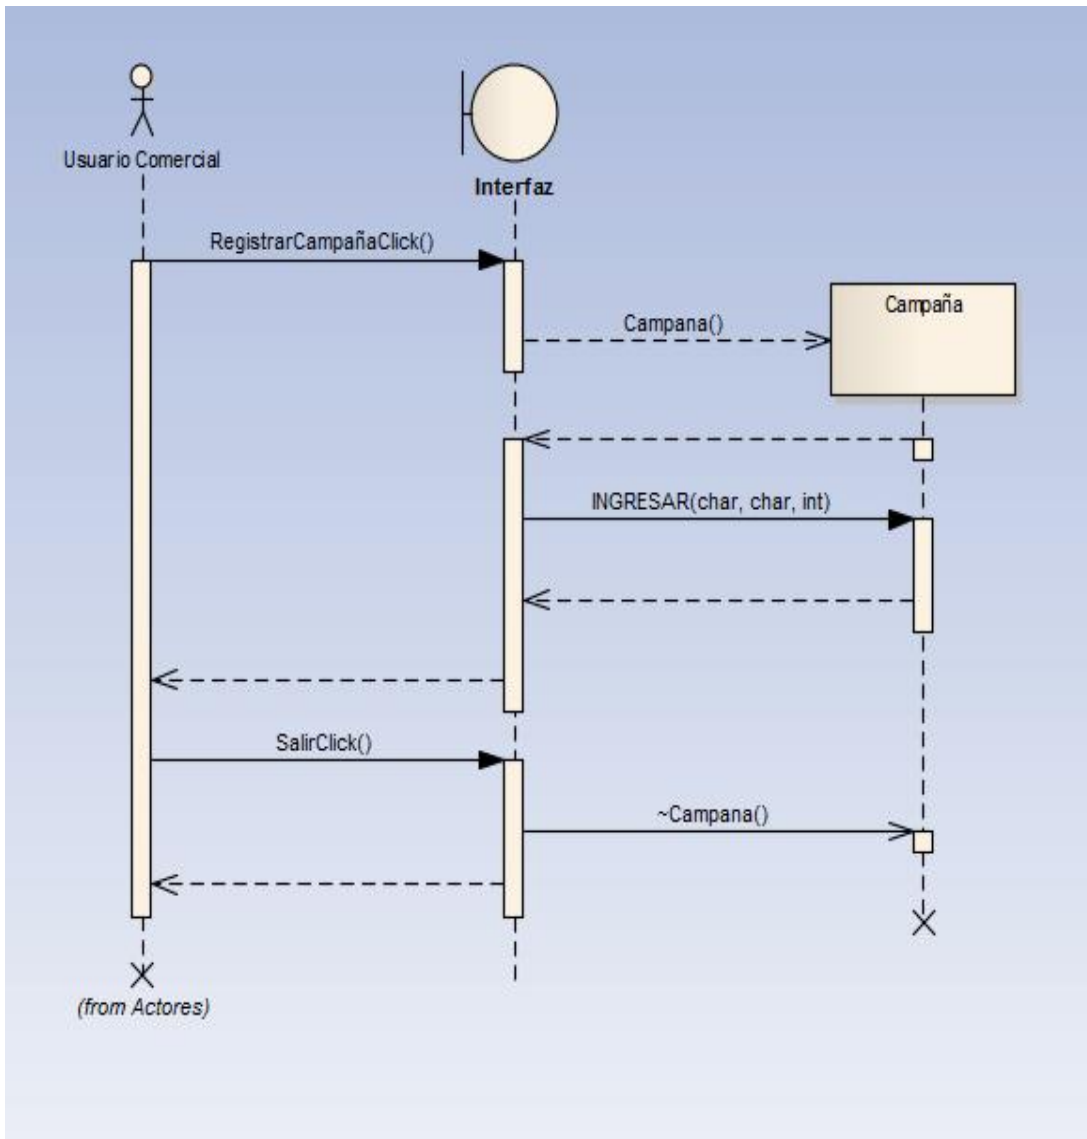 Usuario Comercial
Interfaz
RegistrarCampañaClick()
Campaña
Campana()
INGRESAR(char, char, int)
SalirClick()
~Campana()
(from Actores)